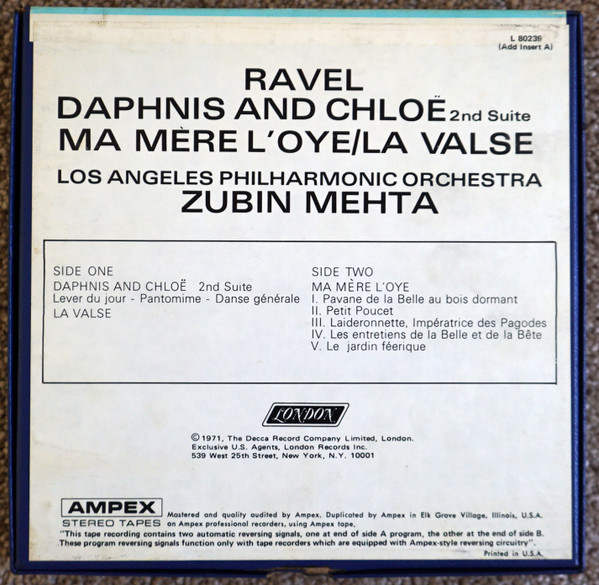 L 80236
(Add Insert A)
RAVEL
DAPHNIS AND CHLOË 2nd Suite
MA MÈRE L'OYE/LA VALSE
LOS ANGELES PHILHARMONIC ORCHESTRA
ZUBIN MEHTA
SIDE ONE
DAPHNIS AND CHLOË 2nd Suite
Lever du jour - Pantomime - Danse générale
LA VALSE
SIDE TWO
MA MÈRE L'OYE
I. Pavane de la Belle au bois dormant
II. Petit Poucet
III. Laideronnette, Impératrice des Pagodes
IV. Les entretiens de la Belle et de la Bête
V. Le jardin féerique
LONDON
©1971, The Decca Record Company Limited, London.
Exclusive U.S. Agents, London Records Inc.
539 West 25th Street, New York, N.Y. 10001
AMPEX
STEREO TAPES
Mastered and quality audited by Ampex. Duplicated by Ampex in Elk Grove Village, Illinois, U.S.A.
on Ampex professional recorders, using Ampex tape.
"This tape recording contains two automatic reversing signals, one at end of side A program, the other at the end of side B.
These program reversing signals function only with tape recorders which are equipped with Ampex-style reversing circuitry".
Printed in U.S.A.